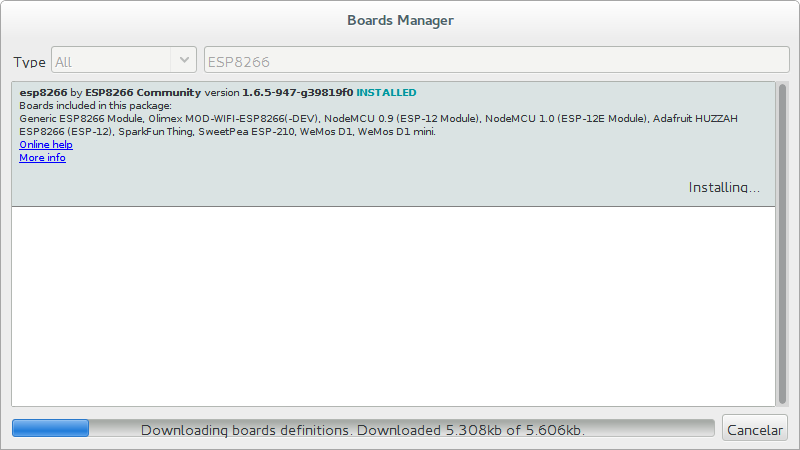 Boards Manager
Type All ESP8266
esp8266 by ESP8266 Community version 1.6.5-947-g39819f0 INSTALLED
Boards included in this package:
Generic ESP8266 Module, Olimex MOD-WIFI-ESP8266(-DEV), NodeMCU 0.9 (ESP-12 Module), NodeMCU 1.0 (ESP-12E Module), Adafruit HUZZAH
ESP8266 (ESP-12), SparkFun Thing, SweetPea ESP-210, WeMos D1, WeMos D1 mini.
Online help
More info
Installing...
Downloading boards definitions. Downloaded 5.308kb of 5.606kb. Cancelar